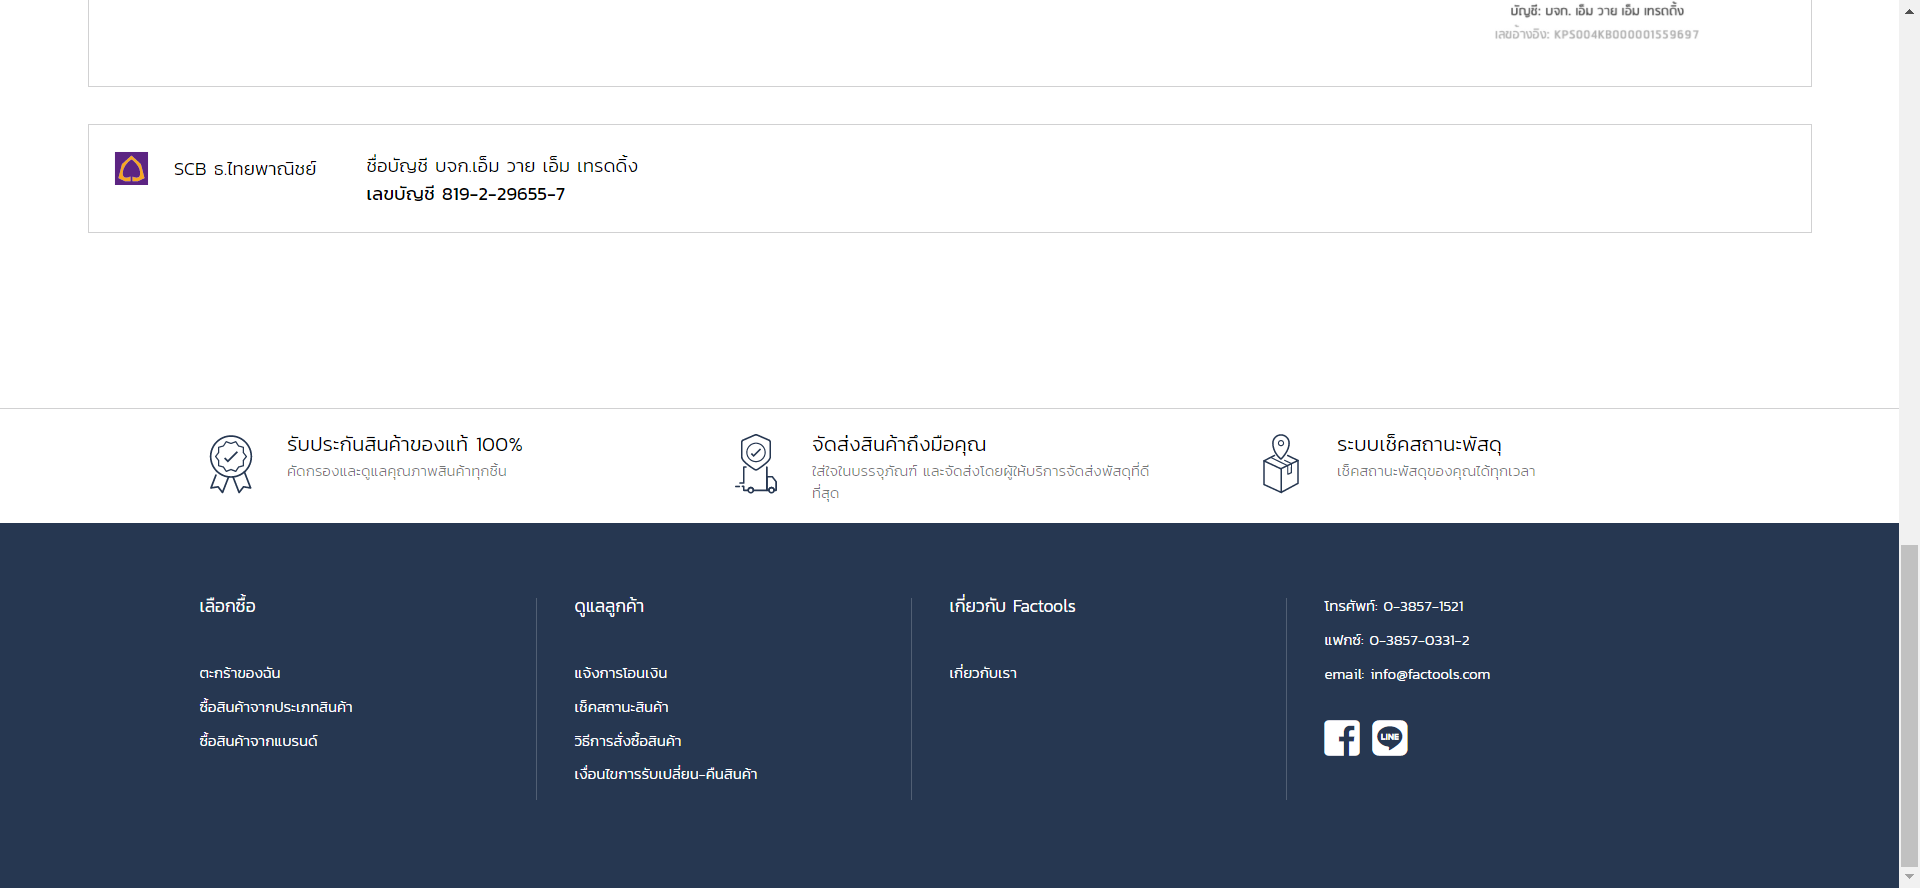 บัญชี: บจก. เอ็ม วาย เอ็ม เทรดดิ้ง
เลขอ้างอิง: KPS004KB000001559697
SCB ธ.ไทยพาณิชย์
ชื่อบัญชี บจก.เอ็ม วาย เอ็ม เทรดดิ้ง
เลขบัญชี 819-2-29655-7
รับประกันสินค้าของแท้ 100%
คัดกรองและดูแลคุณภาพสินค้าทุกชิ้น
จัดส่งสินค้าถึงมือคุณ
ใส่ใจในบรรจุภัณฑ์ และจัดส่งโดยผู้ให้บริการจัดส่งพัสดุที่ดี
ที่สุด
ระบบเช็คสถานะพัสดุ
เช็คสถานะพัสดุของคุณได้ทุกเวลา
เลือกซื้อ
ตะกร้าของฉัน
ซื้อสินค้าจากประเภทสินค้า
ซื้อสินค้าจากแบรนด์
ดูแลลูกค้า
แจ้งการโอนเงิน
เช็คสถานะสินค้า
วิธีการสั่งซื้อสินค้า
เงื่อนไขการรับเปลี่ยน-คืนสินค้า
เกี่ยวกับ Factools
เกี่ยวกับเรา
โทรศัพท์: 0-3857-1521
แฟกซ์: 0-3857-0331-2
email: info@factools.com
LINE